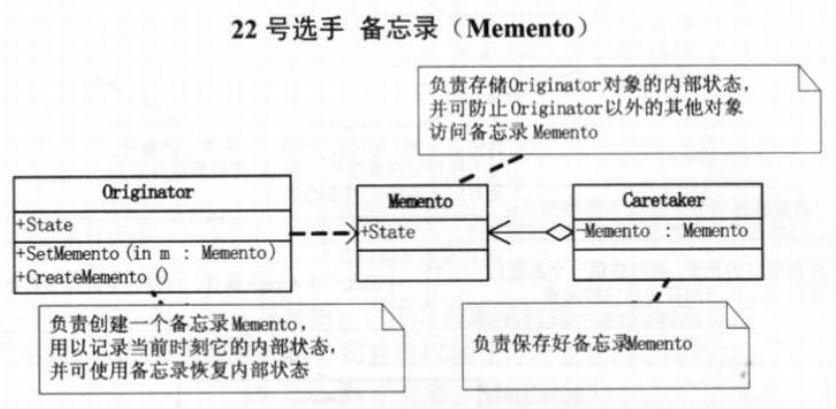 22 号选手 备忘录（Memento）
负责存储Originator对象的内部状态，
并可防止Originator以外的其他对象
访问备忘录 Memento
Originator
+State
+SetMemento(in m : Memento)
+CreateMemento()
Memento
+State
Caretaker
-Memento : Memento
负责创建一个备忘录Memento，
用以记录当前时刻它的内部状态，
并可使用备忘录恢复内部状态
负责保存好备忘录Memento